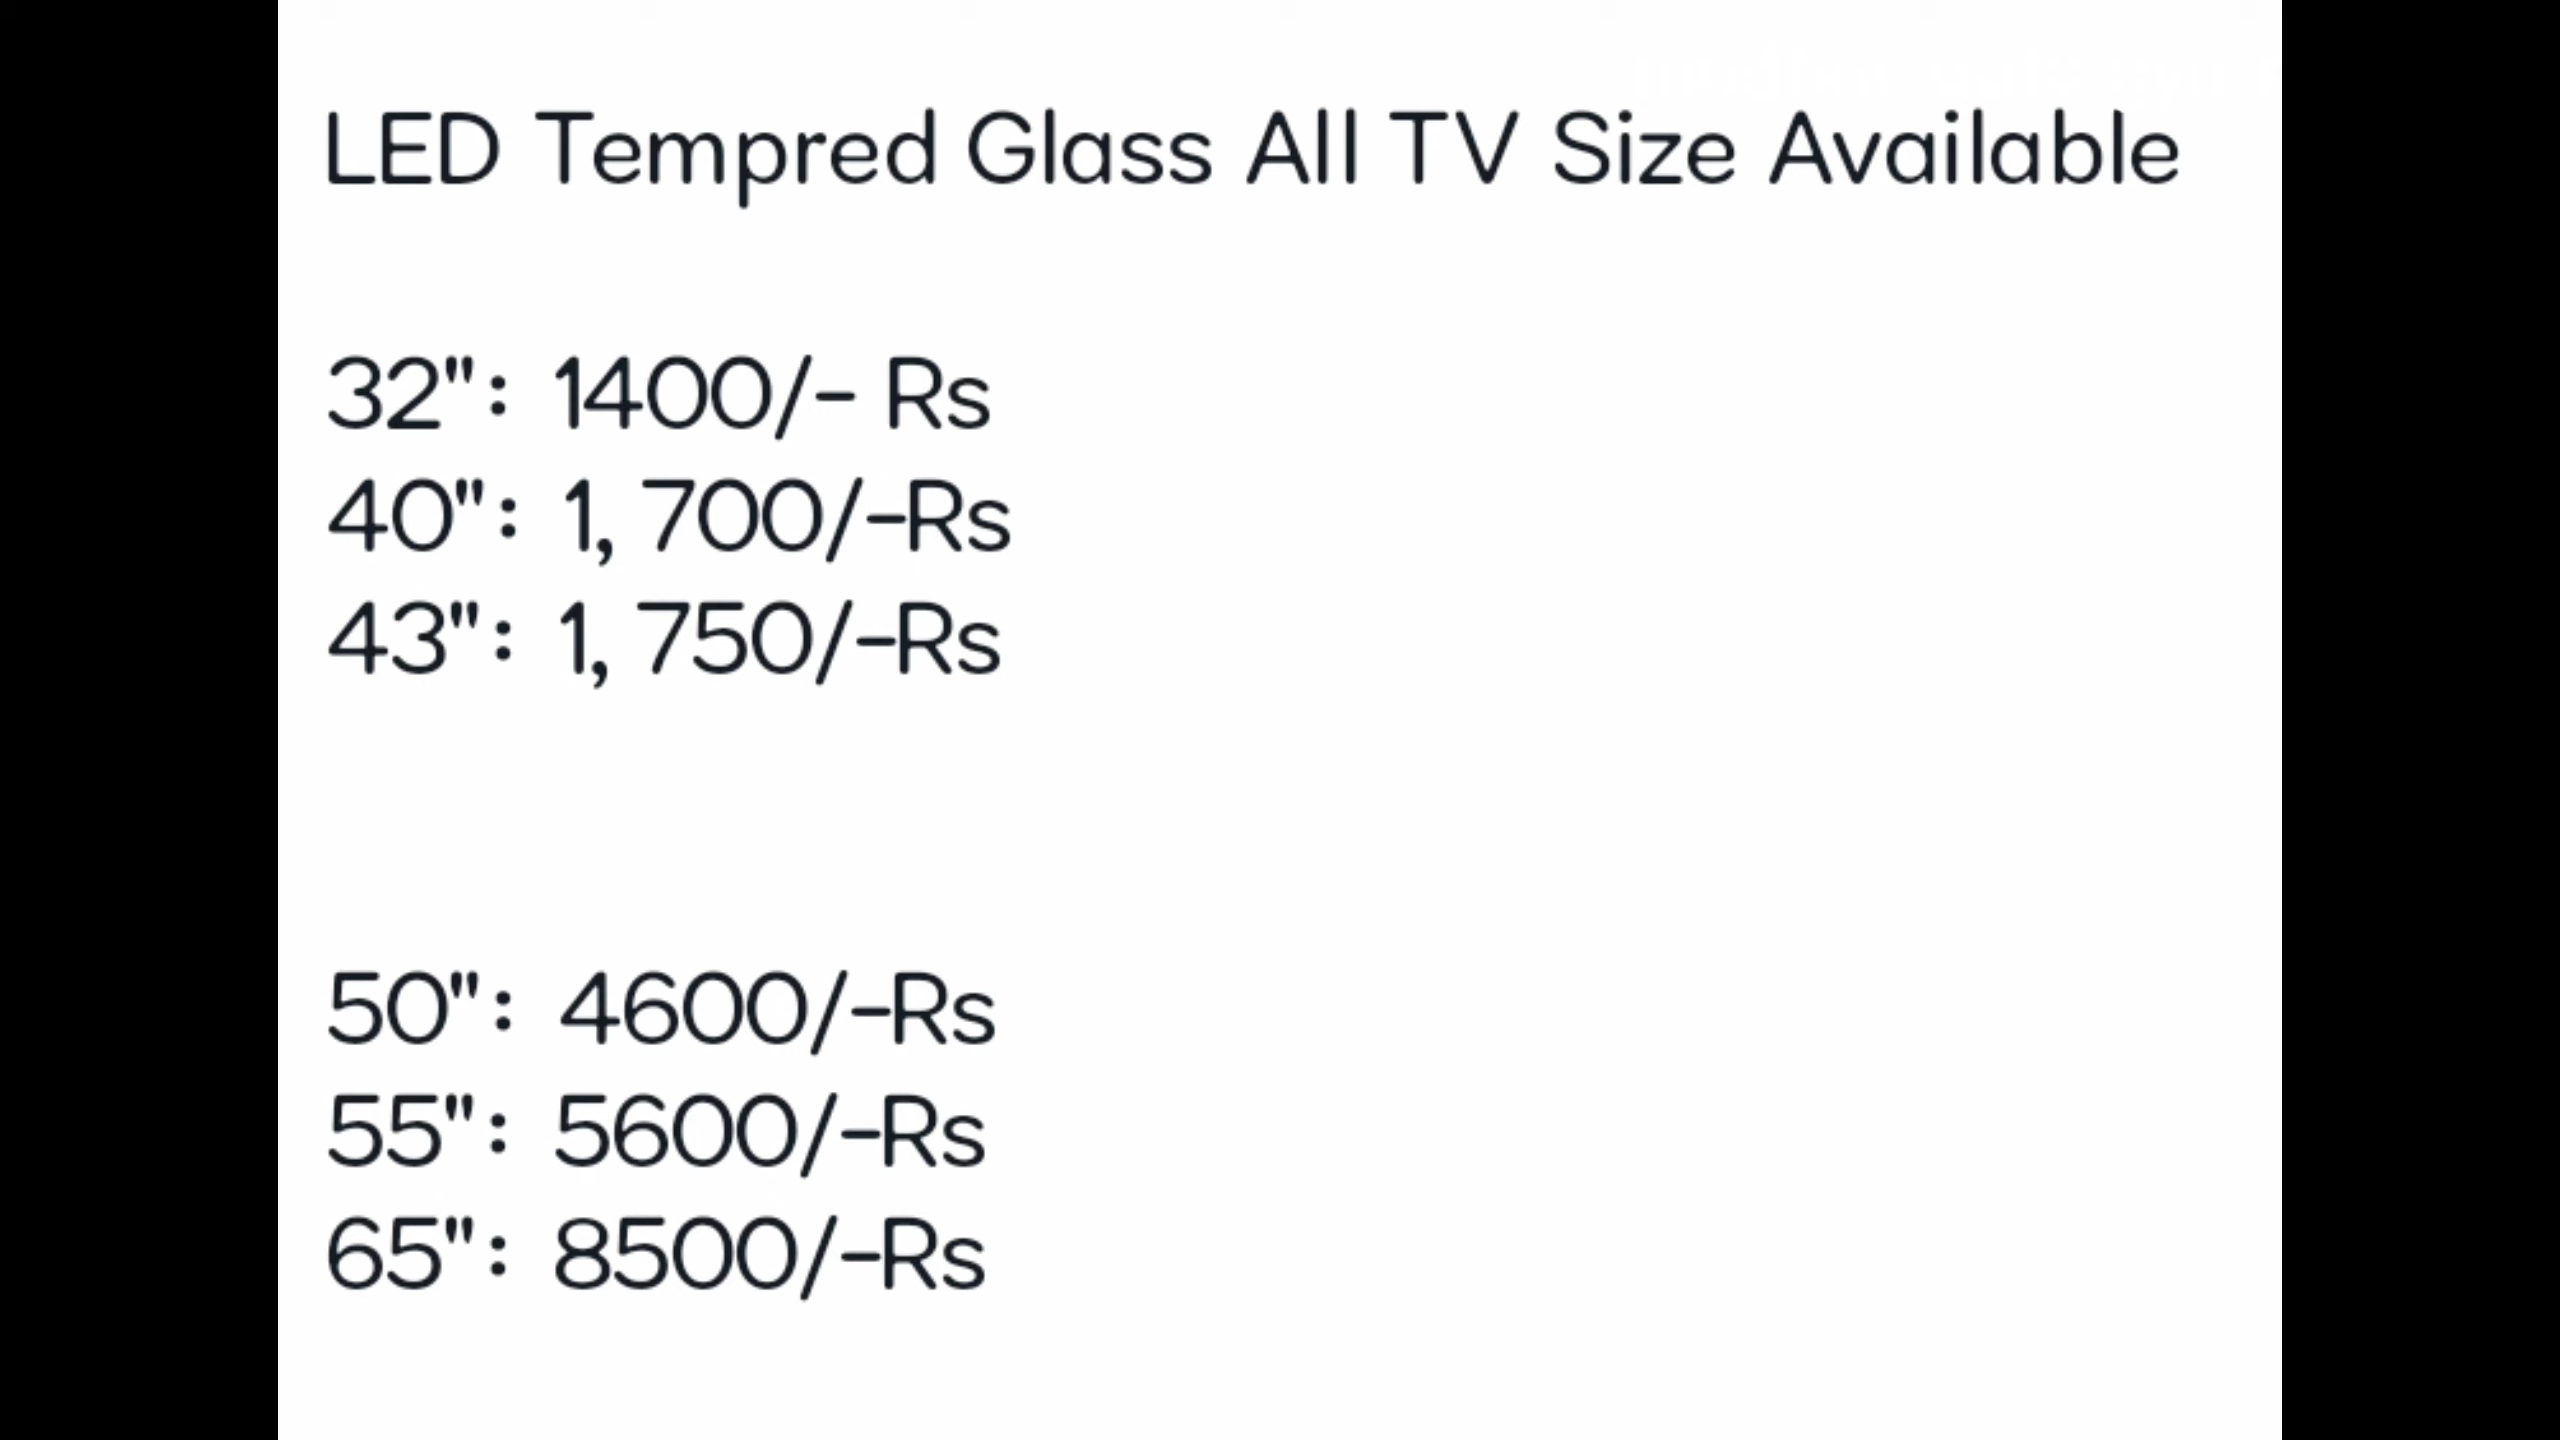 LED Tempred Glass All TV Size Available
32": 1400/- Rs
40": 1, 700/-Rs
43": 1, 750/-Rs
50": 4600/-Rs
55": 5600/-Rs
65": 8500/-Rs